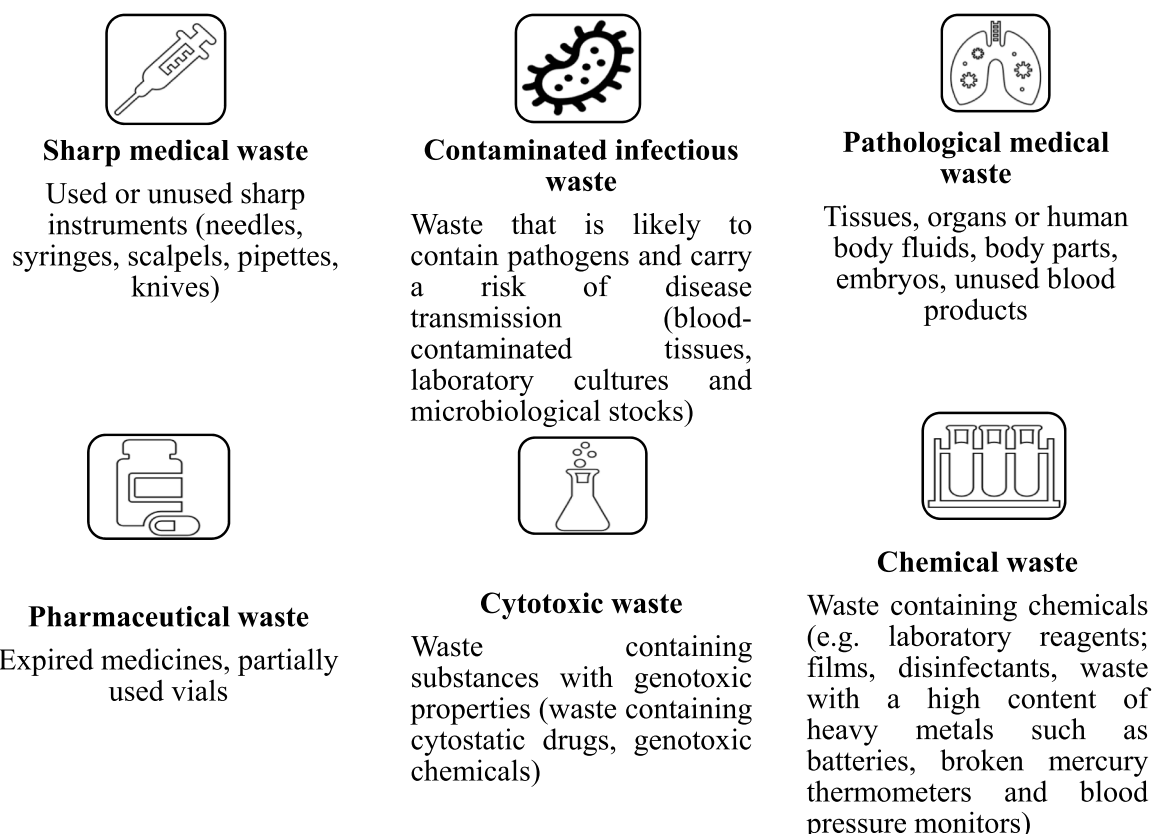 Sharp medical waste
Used or unused sharp
instruments (needles,
syringes, scalpels, pipettes,
knives)
Contaminated infectious
waste
Waste that is likely to
contain pathogens and carry
a risk of disease
transmission (blood-
contaminated tissues,
laboratory cultures and
microbiological stocks)
Pathological medical
waste
Tissues, organs or human
body fluids, body parts,
embryos, unused blood
products
Pharmaceutical waste
Expired medicines, partially
used vials
Cytotoxic waste
Waste containing
substances with genotoxic
properties (waste containing
cytostatic drugs, genotoxic
chemicals)
Chemical waste
Waste containing chemicals
(e.g. laboratory reagents;
films, disinfectants, waste
with a high content of
heavy metals such as
batteries, broken mercury
thermometers and blood
pressure monitors)